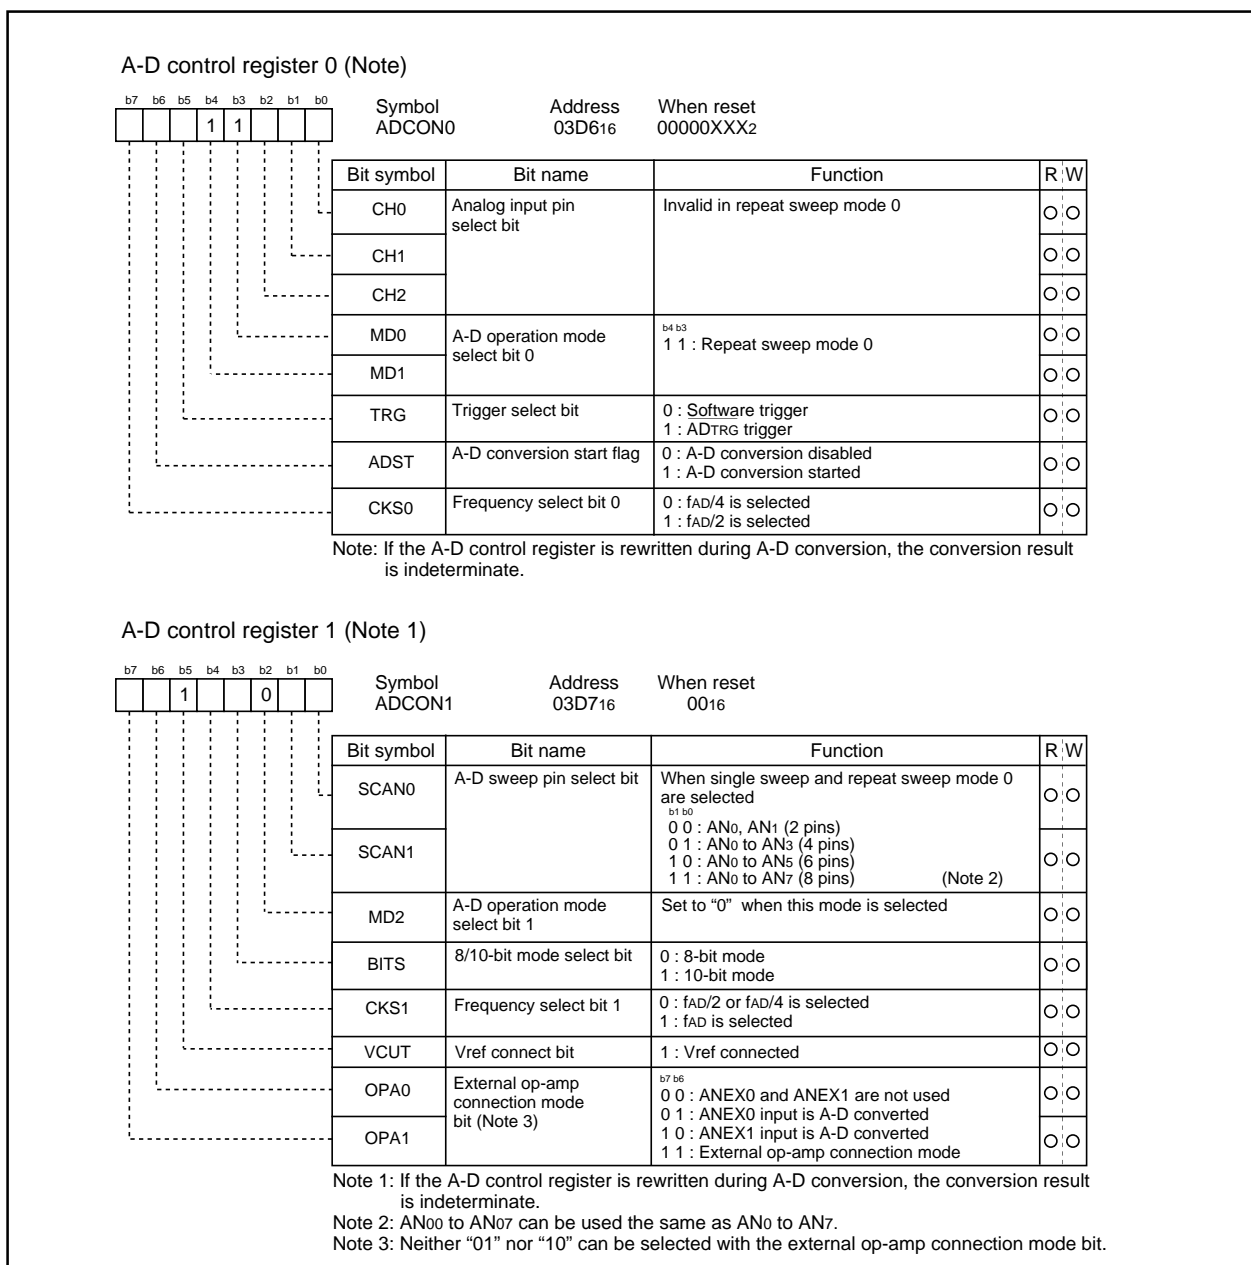 A-D control register 0 (Note)
b7 b6 b5 b4 b3 b2 b1 b0
1 1
Symbol Address When reset
ADCON0 03D616 00000XXX2
Bit symbol Bit name Function R W
CH0 Analog input pin select bit Invalid in repeat sweep mode 0
CH1
CH2
MD0 A-D operation mode select bit 0
b4 b3
1 1 : Repeat sweep mode 0
MD1
TRG Trigger select bit 0 : Software trigger
1 : ADTRG trigger
ADST A-D conversion start flag 0 : A-D conversion disabled
1 : A-D conversion started
CKS0 Frequency select bit 0 0 : fAD/4 is selected
1 : fAD/2 is selected
Note: If the A-D control register is rewritten during A-D conversion, the conversion result
is indeterminate.
A-D control register 1 (Note 1)
b7 b6 b5 b4 b3 b2 b1 b0
1 0
Symbol Address When reset
ADCON1 03D716 0016
Bit symbol Bit name Function R W
SCAN0 A-D sweep pin select bit When single sweep and repeat sweep mode 0
are selected
b1 b0
0 0 : AN0, AN1 (2 pins)
0 1 : AN0 to AN3 (4 pins)
SCAN1 1 0 : AN0 to AN5 (6 pins)
1 1 : AN0 to AN7 (8 pins) (Note 2)
MD2 A-D operation mode select bit 1 Set to “0” when this mode is selected
BITS 8/10-bit mode select bit 0 : 8-bit mode
1 : 10-bit mode
CKS1 Frequency select bit 1 0 : fAD/2 or fAD/4 is selected
1 : fAD is selected
VCUT Vref connect bit 1 : Vref connected
OPA0 External op-amp connection mode bit (Note 3)
b7 b6
0 0 : ANEX0 and ANEX1 are not used
0 1 : ANEX0 input is A-D converted
OPA1 1 0 : ANEX1 input is A-D converted
1 1 : External op-amp connection mode
Note 1: If the A-D control register is rewritten during A-D conversion, the conversion result
is indeterminate.
Note 2: AN00 to AN07 can be used the same as AN0 to AN7.
Note 3: Neither “01” nor “10” can be selected with the external op-amp connection mode bit.